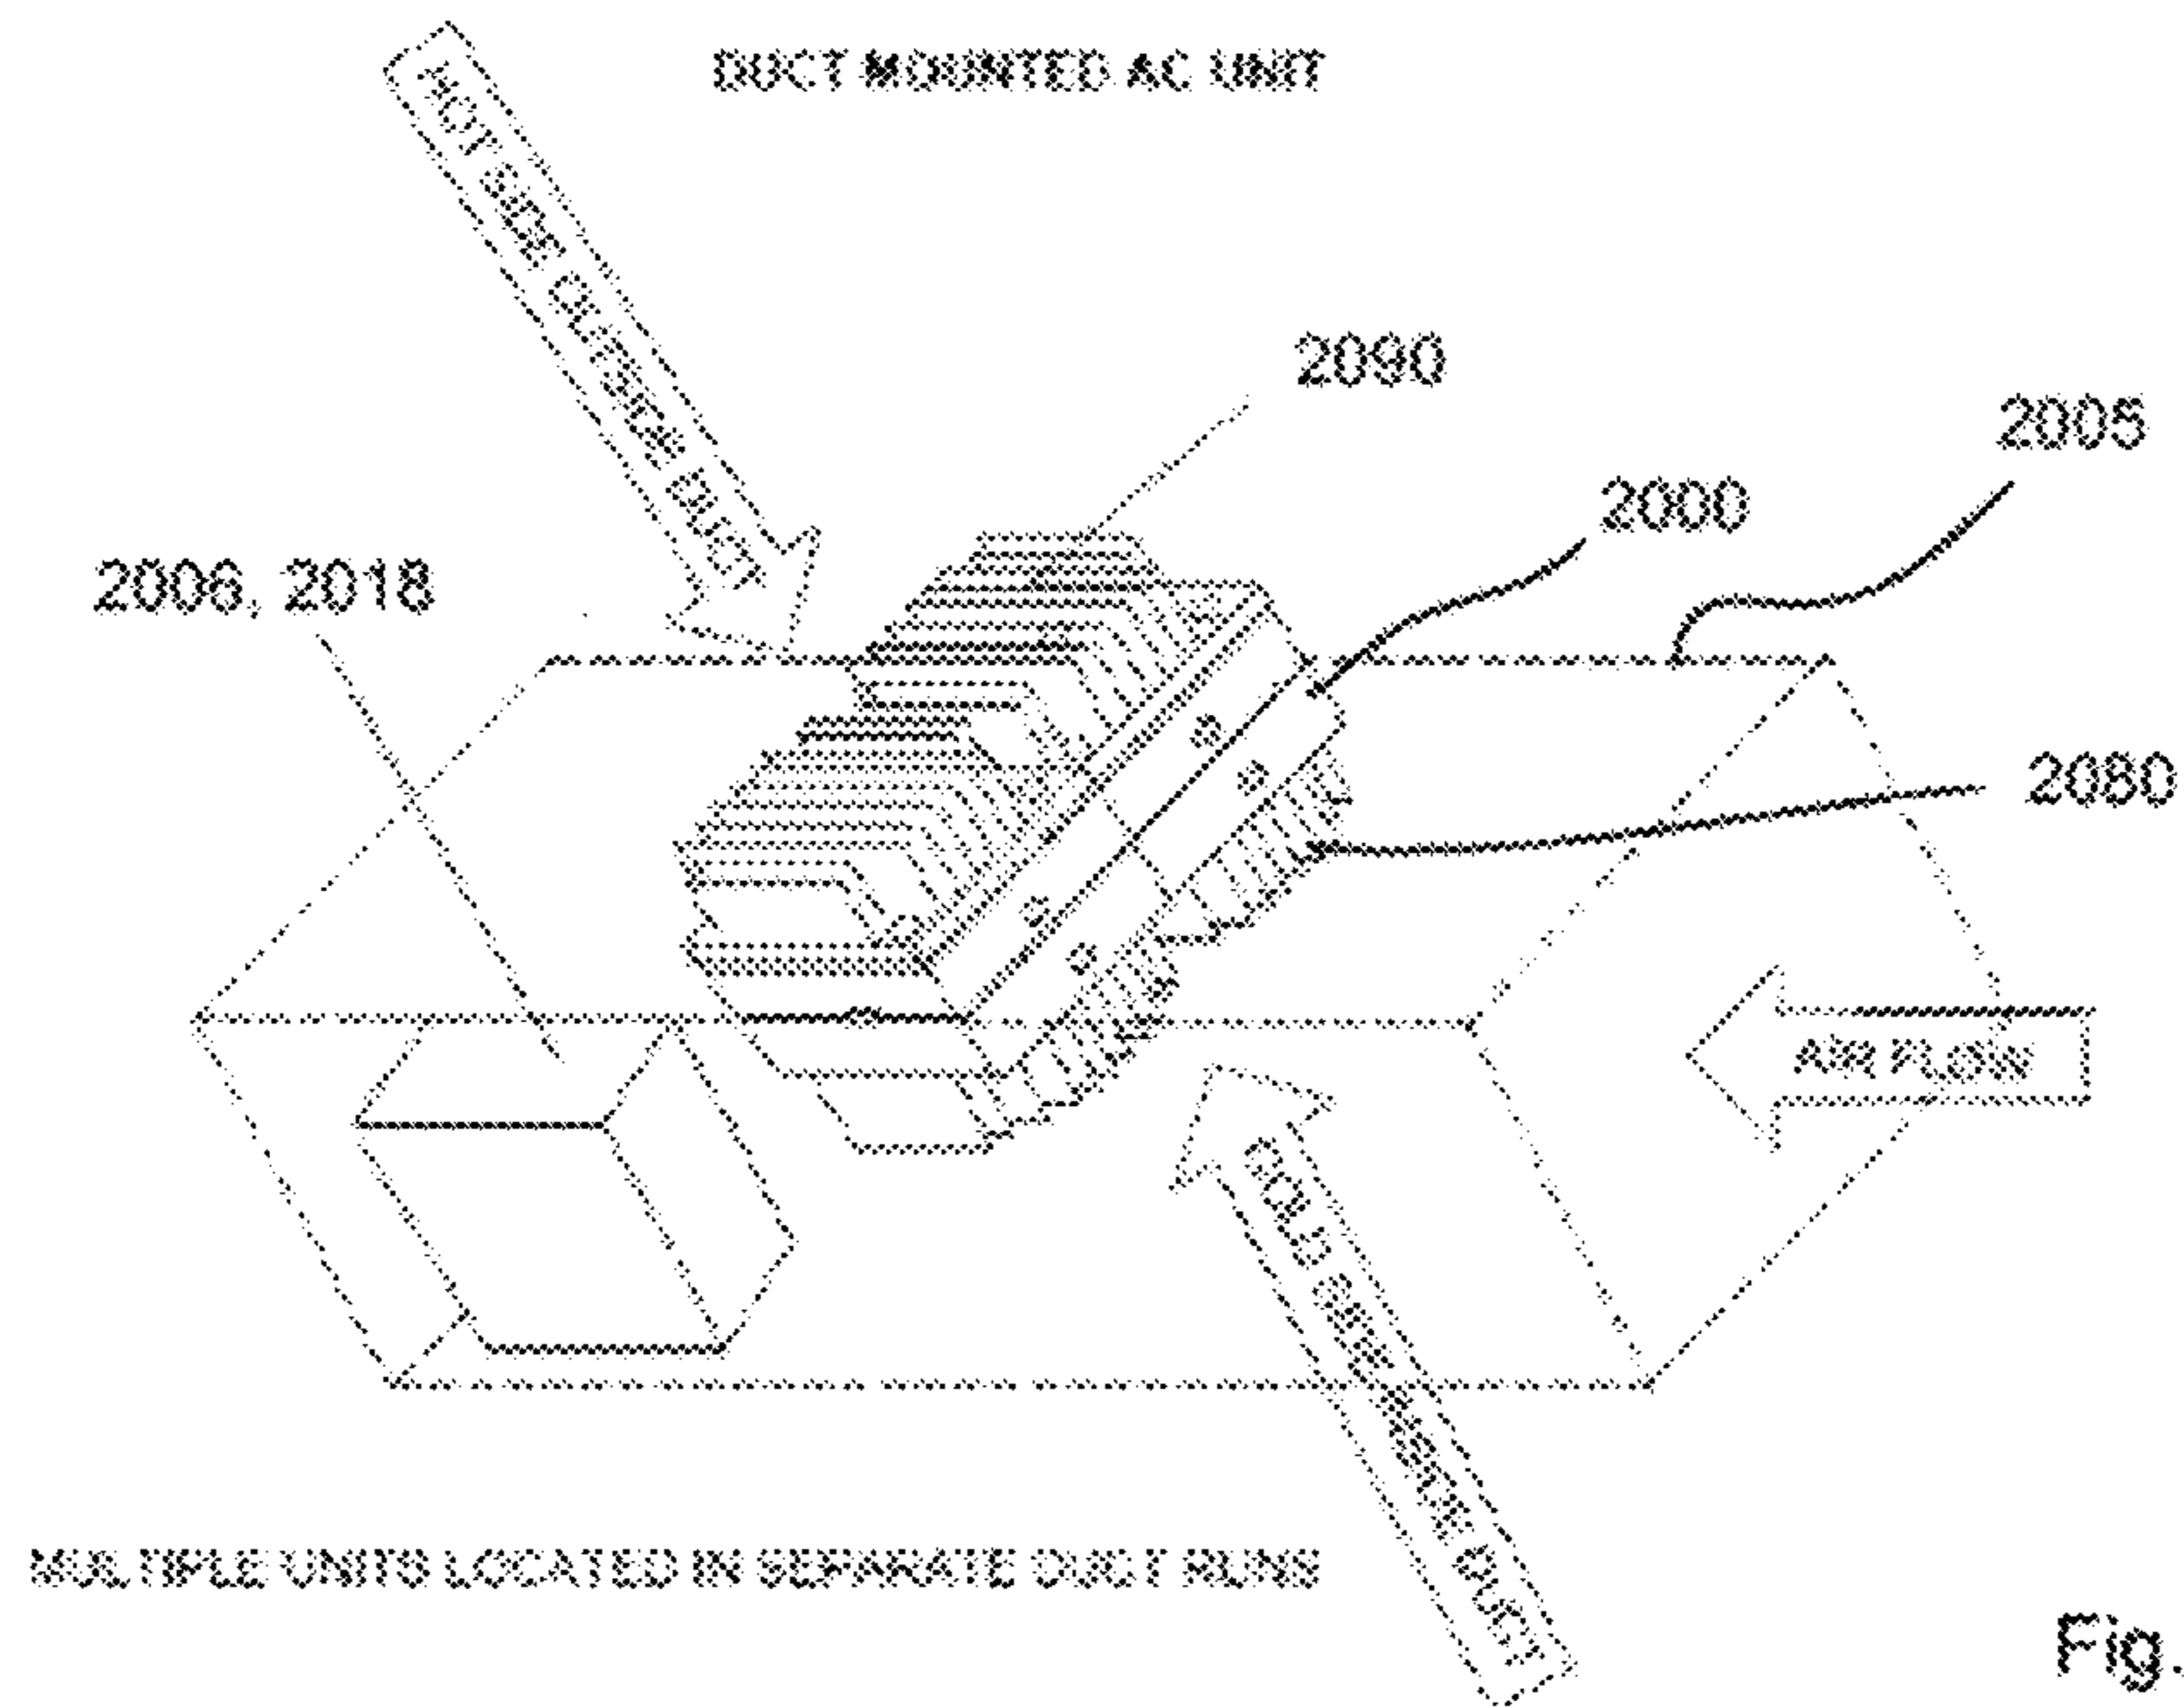 DUCT MOUNTED AC UNIT
HOT SIDE OUTSIDE DUCT
2090
2005
2000
2006, 2018
2080
AIR FLOW
COLD SIDE INSIDE DUCT
MULTIPLE UNITS LOCATED IN SEPARATE DUCT RUNS
Fig.